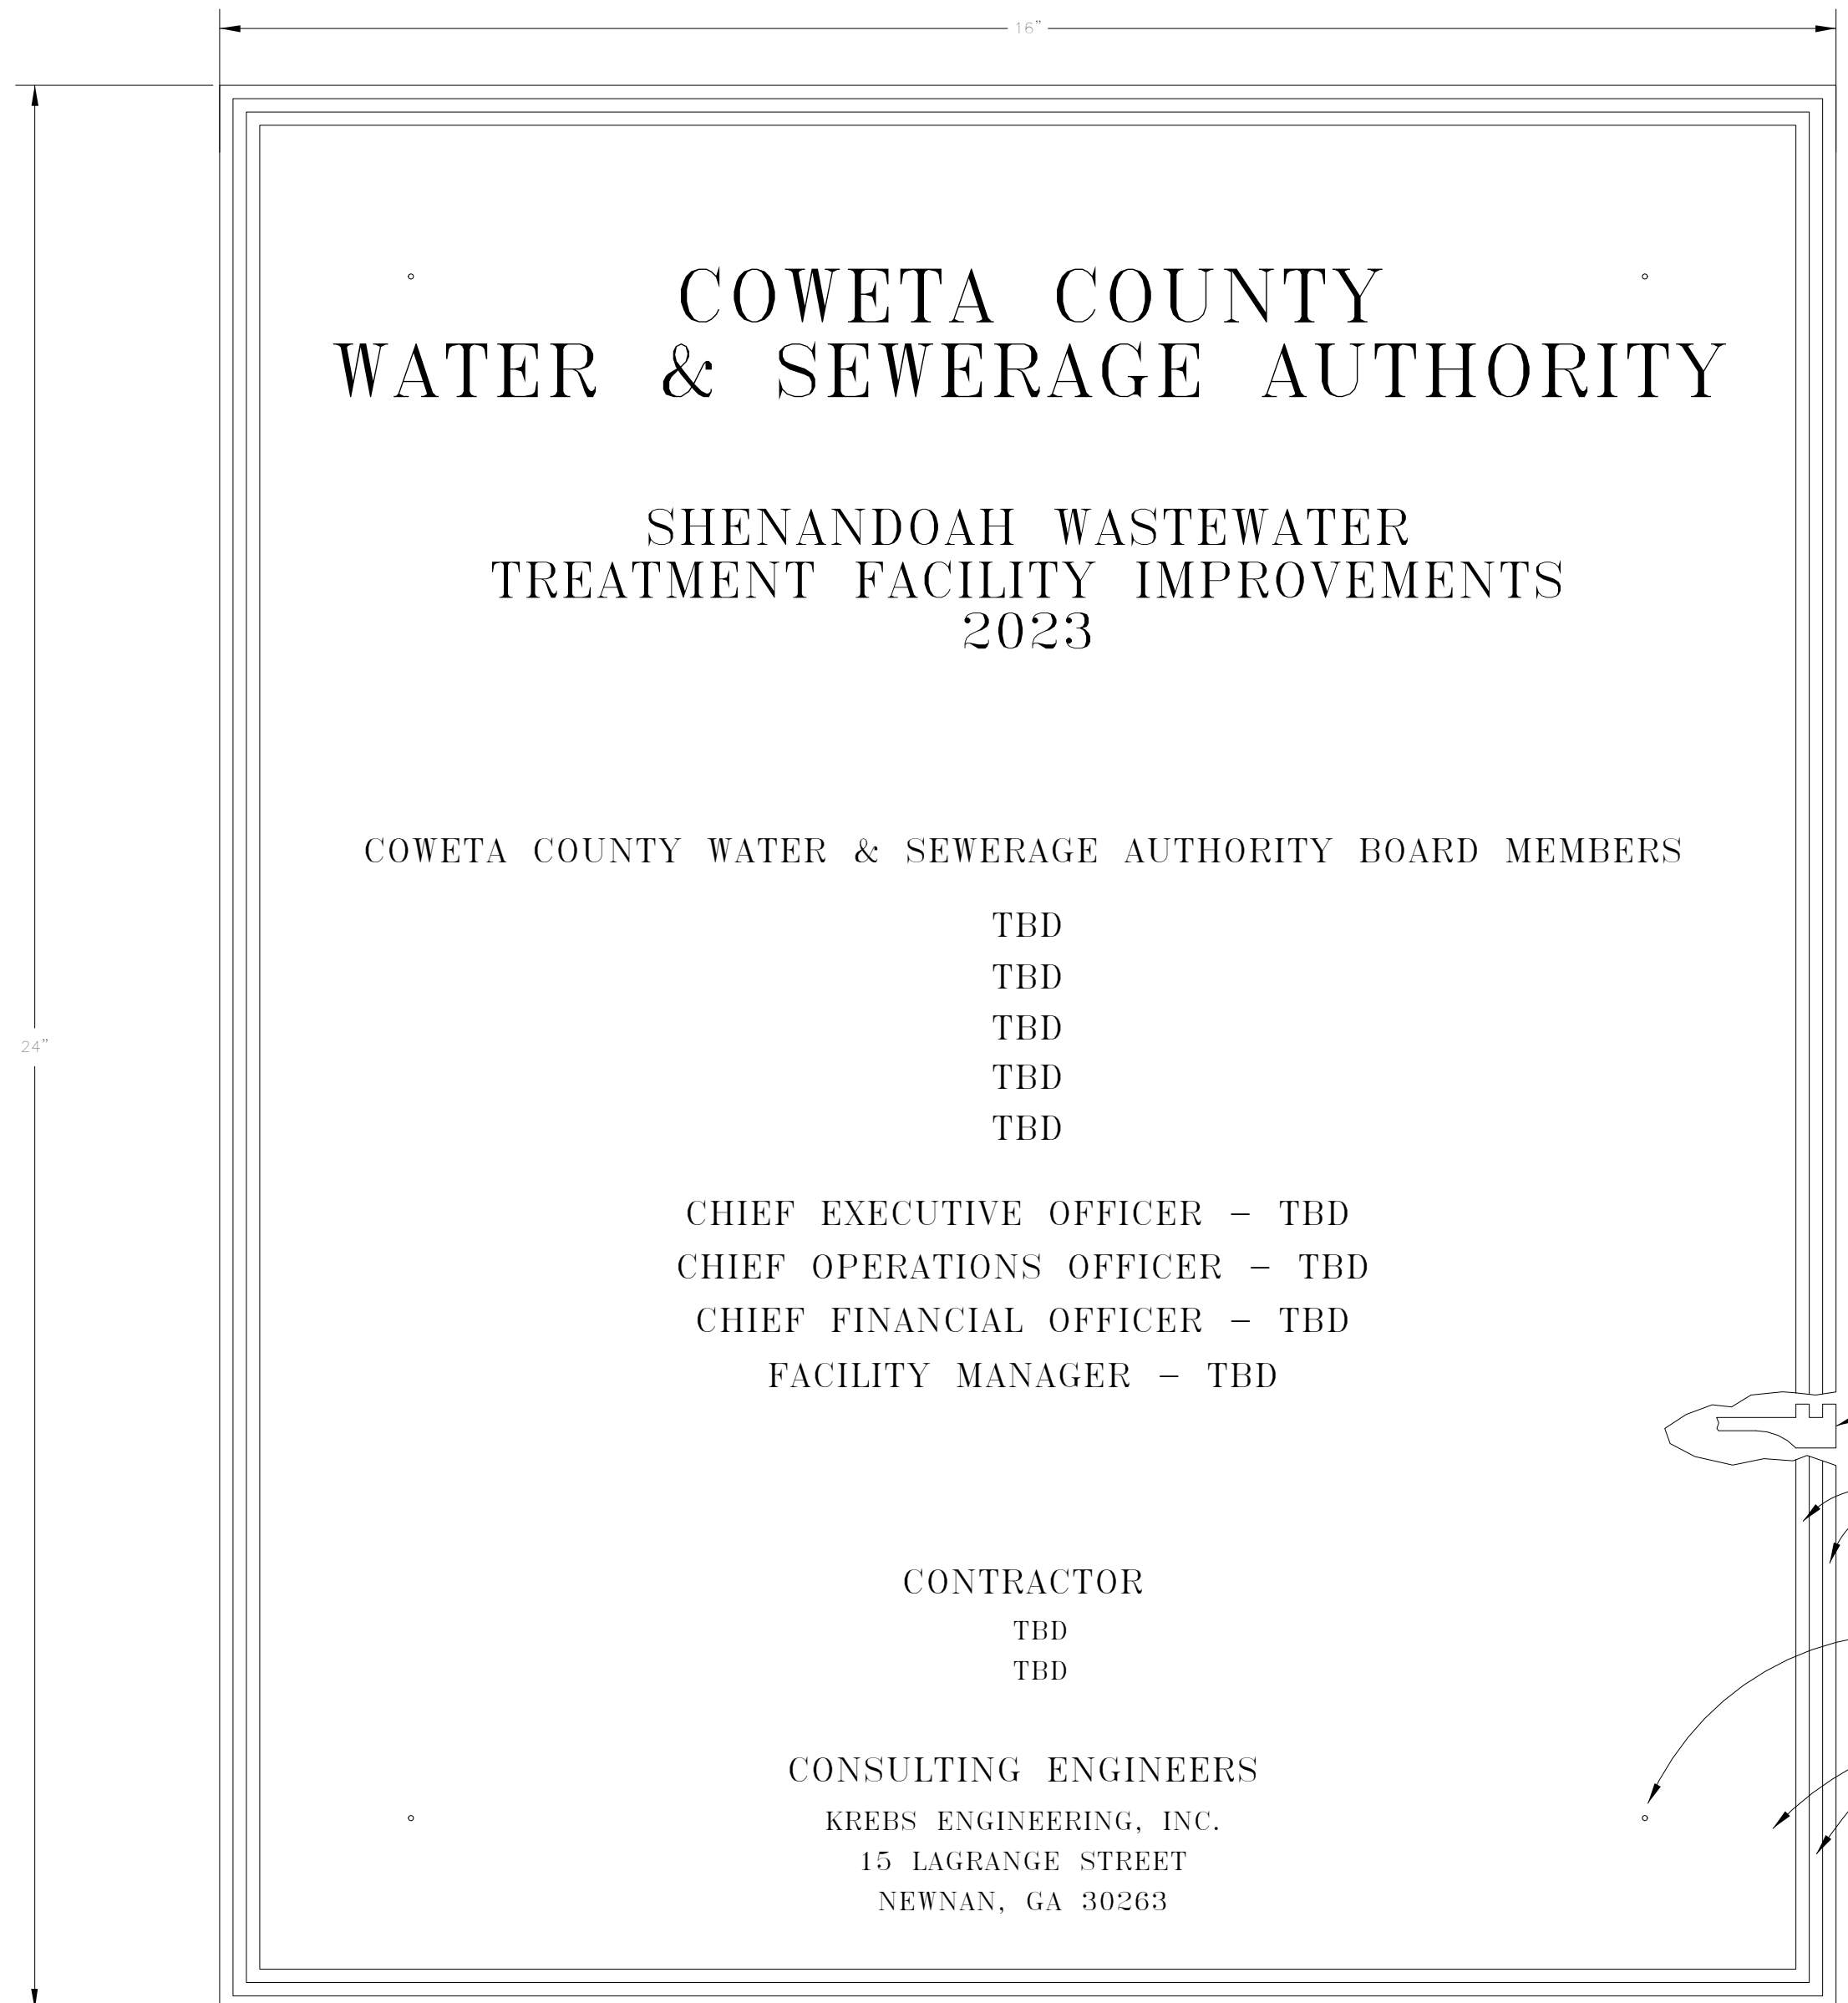 16"
COWETA COUNTY
WATER & SEWERAGE AUTHORITY
SHENANDOAH WASTEWATER
TREATMENT FACILITY IMPROVEMENTS
2023
COWETA COUNTY WATER & SEWERAGE AUTHORITY BOARD MEMBERS
TBD
TBD
TBD
24"
TBD
TBD
CHIEF EXECUTIVE OFFICER – TBD
CHIEF OPERATIONS OFFICER – TBD
CHIEF FINANCIAL OFFICER – TBD
FACILITY MANAGER – TBD
CONTRACTOR
TBD
TBD
CONSULTING ENGINEERS
KREBS ENGINEERING, INC.
15 LAGRANGE STREET
NEWNAN, GA 30263